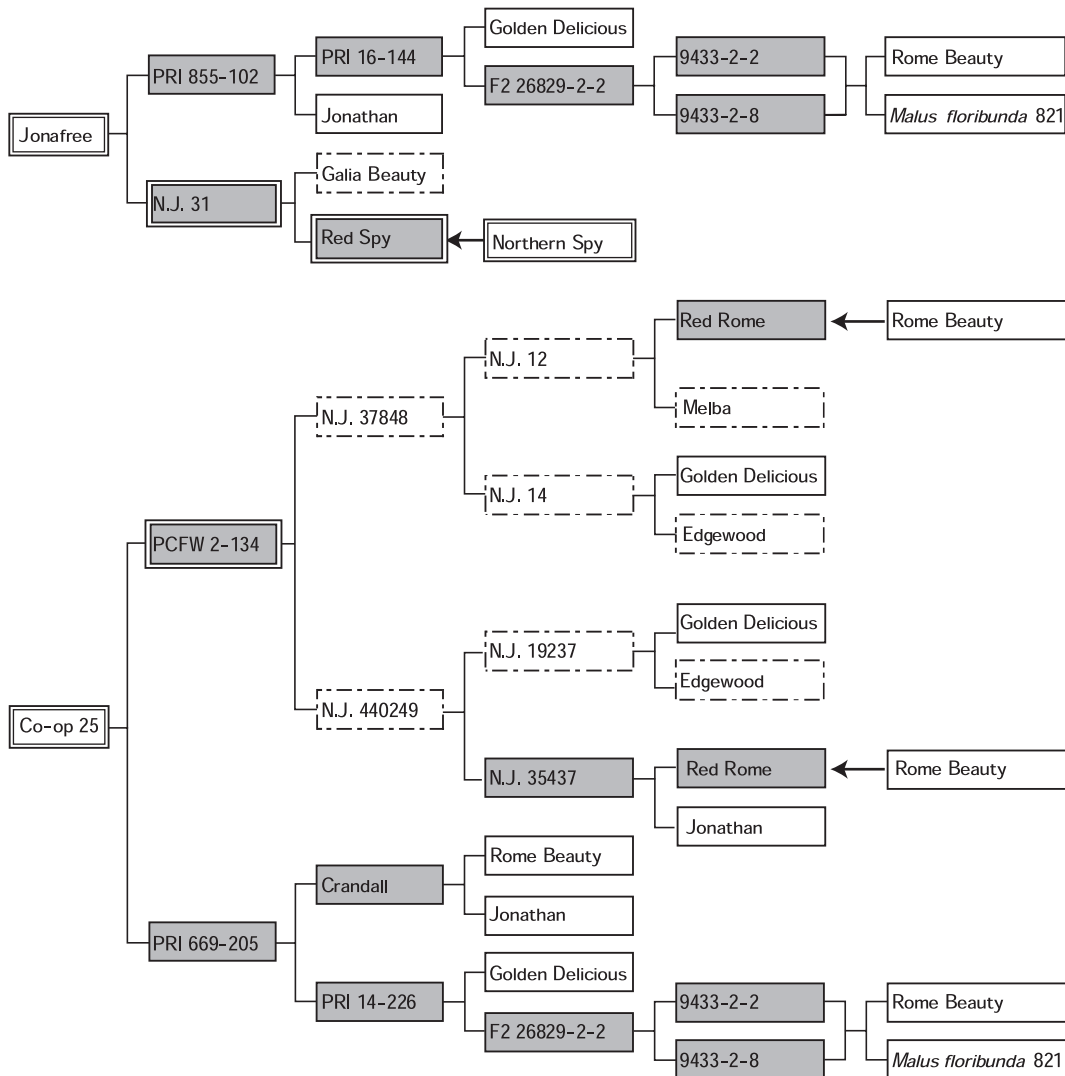 Golden Delicious
PRI 16-144
9433-2-2
Rome Beauty
PRI 855-102
F2 26829-2-2
Jonathan
9433-2-8
Malus floribunda 821
Jonafree
Galia Beauty
N.J. 31
Red Spy
Northern Spy
Red Rome
Rome Beauty
N.J. 12
Melba
N.J. 37848
Golden Delicious
N.J. 14
Edgewood
PCFW 2-134
Golden Delicious
N.J. 19237
Edgewood
N.J. 440249
Co-op 25
Red Rome
Rome Beauty
N.J. 35437
Jonathan
Rome Beauty
Crandall
Jonathan
PRI 669-205
Golden Delicious
PRI 14-226
9433-2-2
Rome Beauty
F2 26829-2-2
9433-2-8
Malus floribunda 821